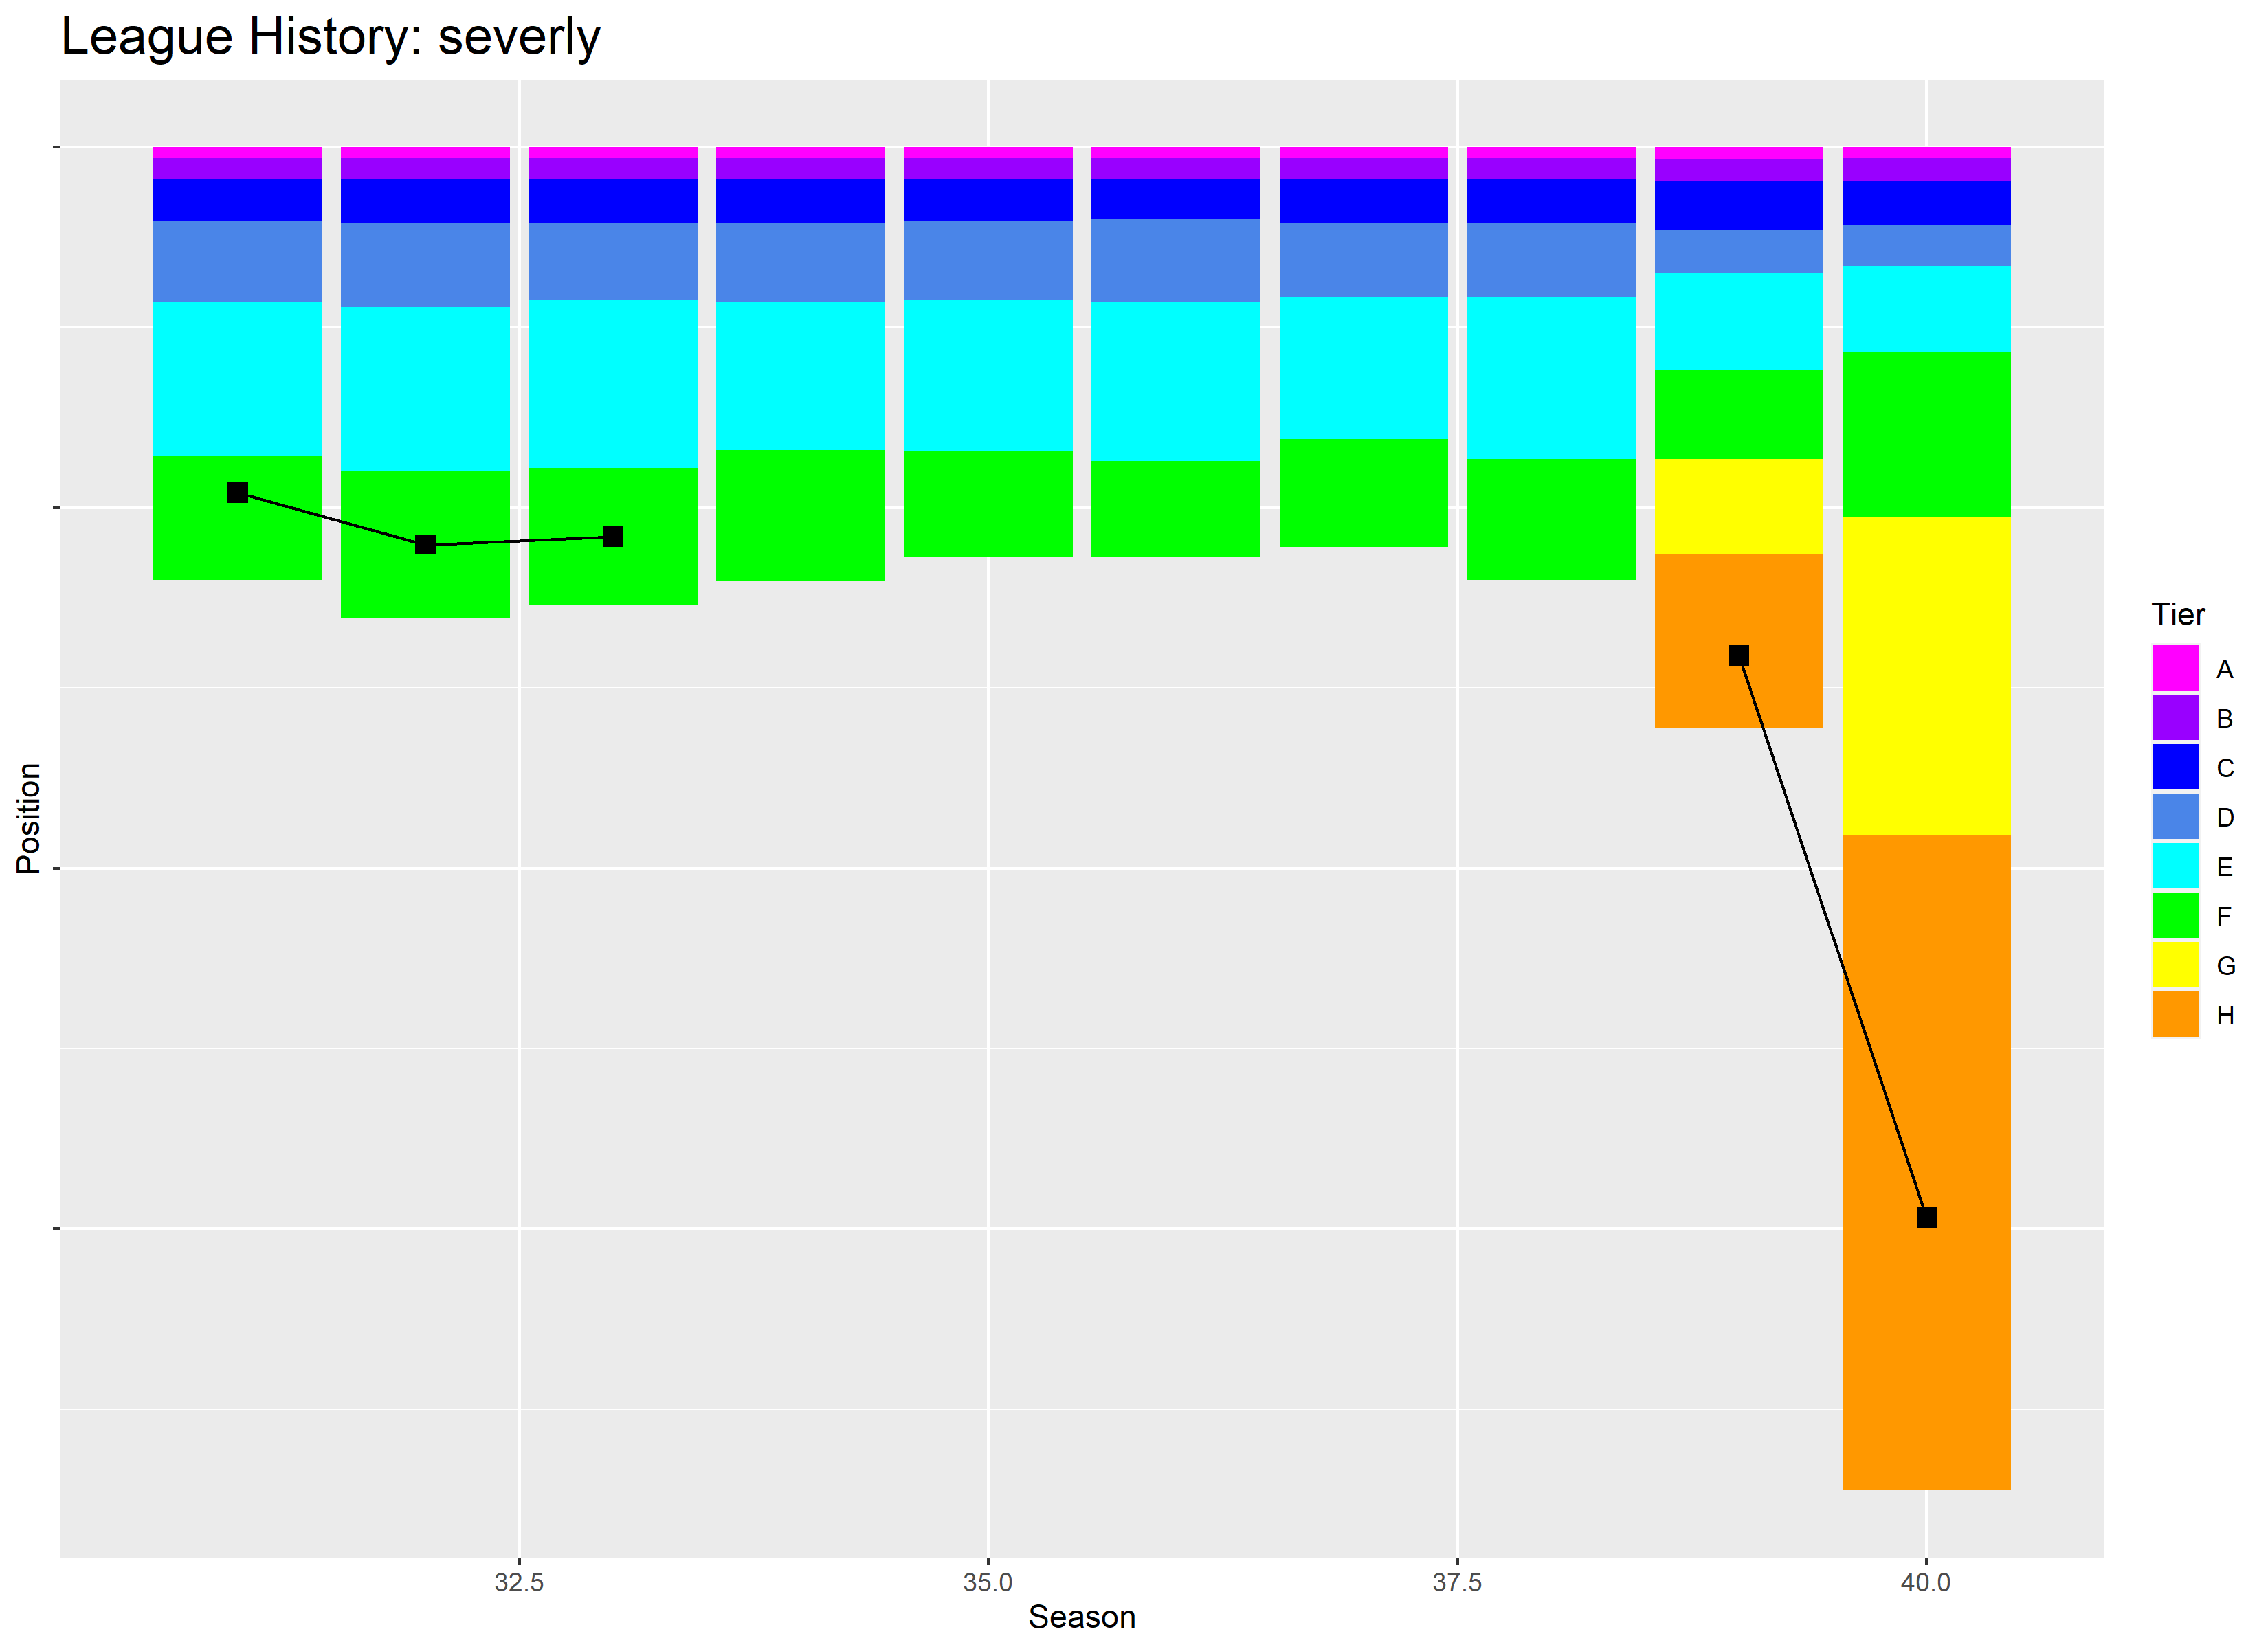 League History: severly
Position
Tier
A
B
C
D
E
F
G
H
32.5
35.0
37.5
40.0
Season